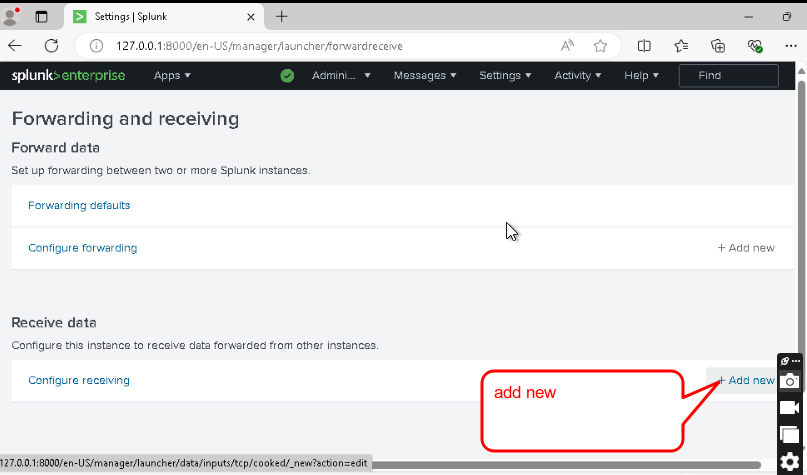 Settings | Splunk
127.0.0.1:8000/en-US/manager/launcher/forwardreceive
splunk>enterprise Apps Admini... Messages Settings Activity Help Find
Forwarding and receiving
Forward data
Set up forwarding between two or more Splunk instances.
Forwarding defaults
Configure forwarding + Add new
Receive data
Configure this instance to receive data forwarded from other instances.
Configure receiving + Add new
add new
127.0.0.1:8000/en-US/manager/launcher/data/inputs/tcp/cooked/_new?action=edit